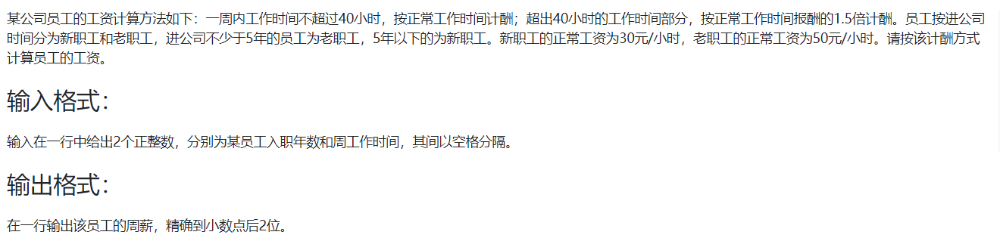 某公司员工的工资计算方法如下：一周内工作时间不超过40小时，按正常工作时间计酬；超出40小时的工作时间部分，按正常工作时间报酬的1.5倍计酬。员工按进公司
时间分为新职工和老职工，进公司不少于5年的员工为老职工，5年以下的为新职工。新职工的正常工资为30元/小时，老职工的正常工资为50元/小时。请按该计酬方式
计算员工的工资。
输入格式：
输入在一行中给出2个正整数，分别为某员工入职年数和周工作时间，其间以空格分隔。
输出格式：
在一行输出该员工的周薪，精确到小数点后2位。